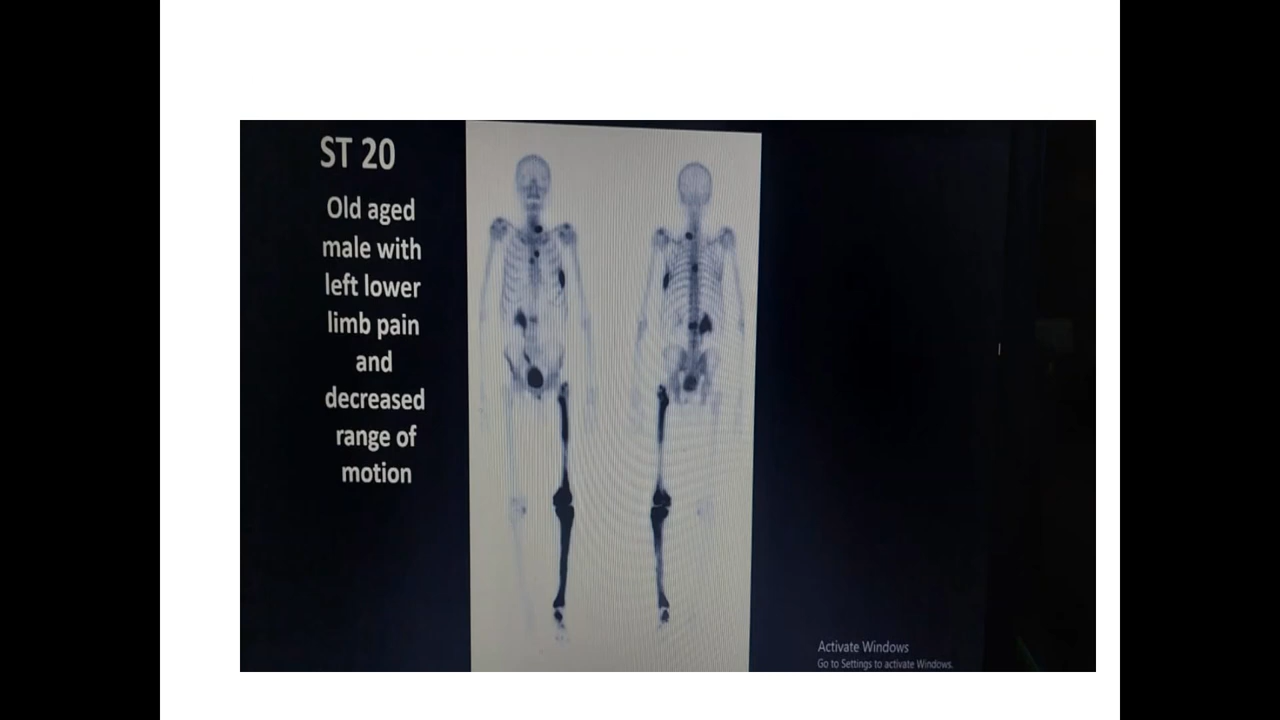 ST 20
Old aged
male with
left lower
limb pain
and
decreased
range of
motion
Activate Windows
Go to Settings to activate Windows.